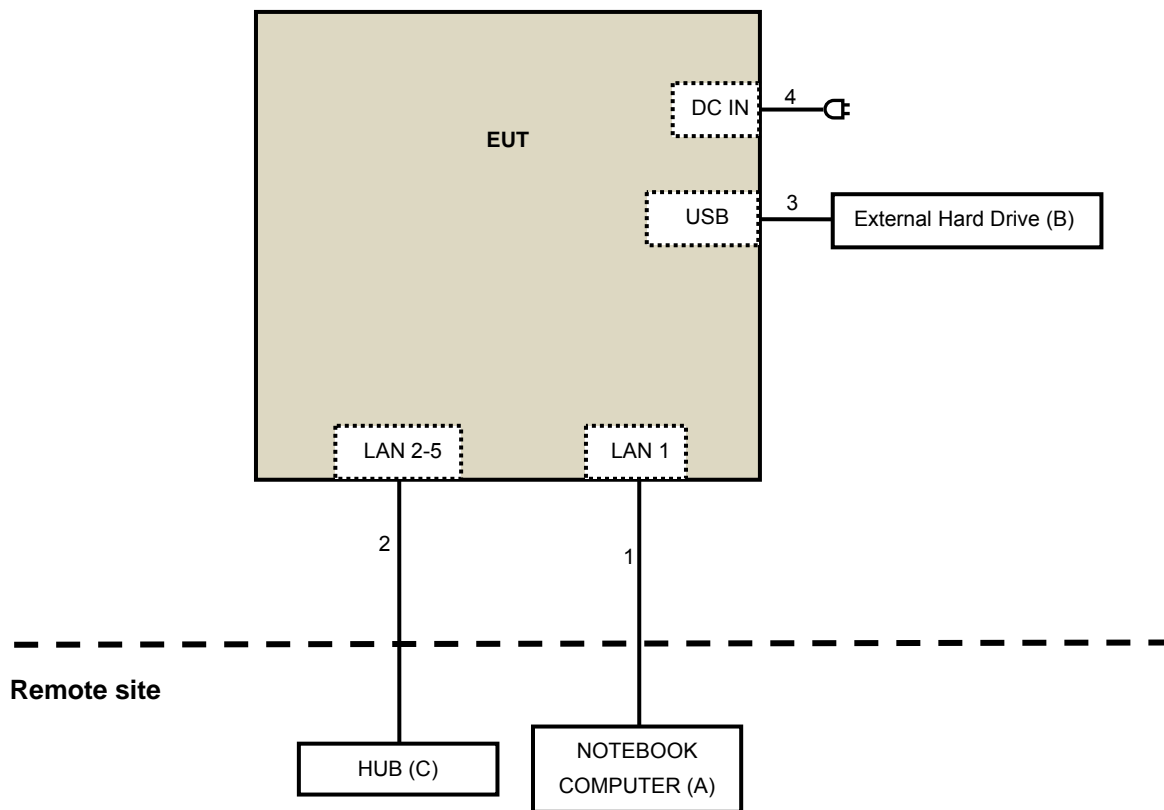 DC IN
4
EUT
USB
3
External Hard Drive (B)
LAN 2-5
LAN 1
2
1
Remote site
HUB (C)
NOTEBOOK
COMPUTER (A)